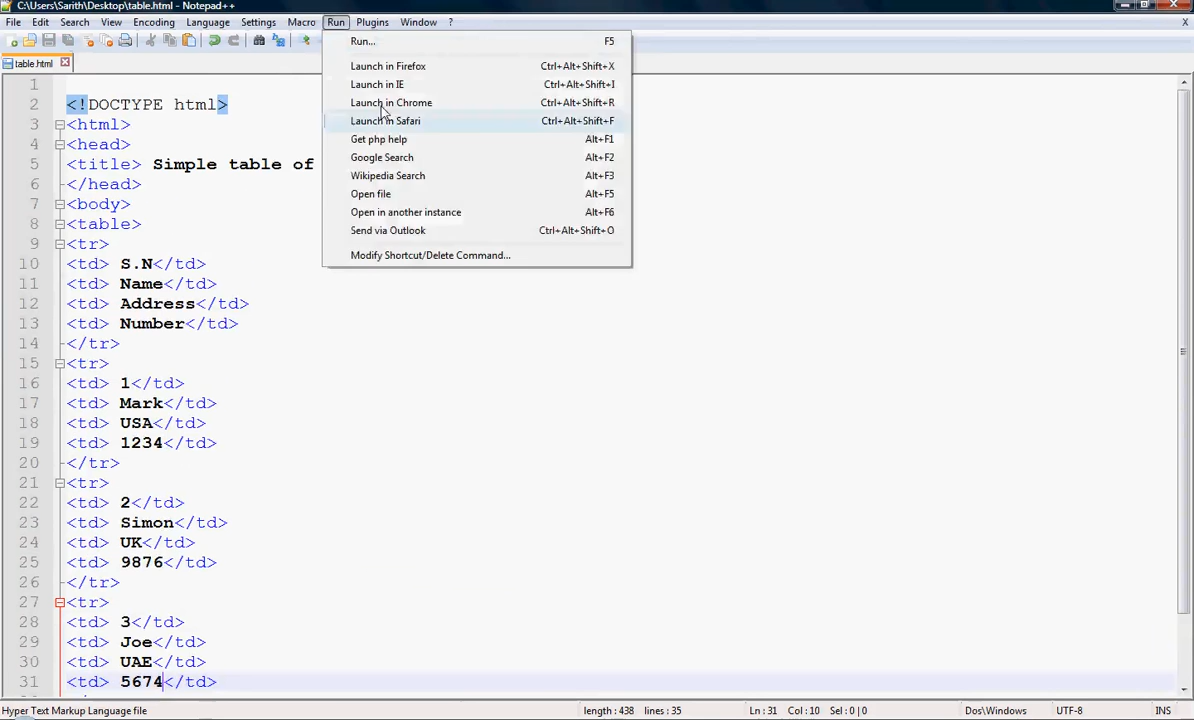 C:\Users\Sarith\Desktop\table.html - Notepad++
File Edit Search View Encoding Language Settings Macro Run Plugins Window ? X
table.html
Run... F5
Launch in Firefox Ctrl+Alt+Shift+X
Launch in IE Ctrl+Alt+Shift+I
Launch in Chrome Ctrl+Alt+Shift+R
Launch in Safari Ctrl+Alt+Shift+F
Get php help Alt+F1
Google Search Alt+F2
Wikipedia Search Alt+F3
Open file Alt+F5
Open in another instance Alt+F6
Send via Outlook Ctrl+Alt+Shift+O
Modify Shortcut/Delete Command...
1
2 <!DOCTYPE html>
3 <html>
4 <head>
5 <title> Simple table of
6 </head>
7 <body>
8 <table>
9 <tr>
10 <td> S.N</td>
11 <td> Name</td>
12 <td> Address</td>
13 <td> Number</td>
14 </tr>
15 <tr>
16 <td> 1</td>
17 <td> Mark</td>
18 <td> USA</td>
19 <td> 1234</td>
20 </tr>
21 <tr>
22 <td> 2</td>
23 <td> Simon</td>
24 <td> UK</td>
25 <td> 9876</td>
26 </tr>
27 <tr>
28 <td> 3</td>
29 <td> Joe</td>
30 <td> UAE</td>
31 <td> 5674</td>
Hyper Text Markup Language file length : 438 lines : 35 Ln : 31 Col : 10 Sel : 0 | 0 Dos\Windows UTF-8 INS